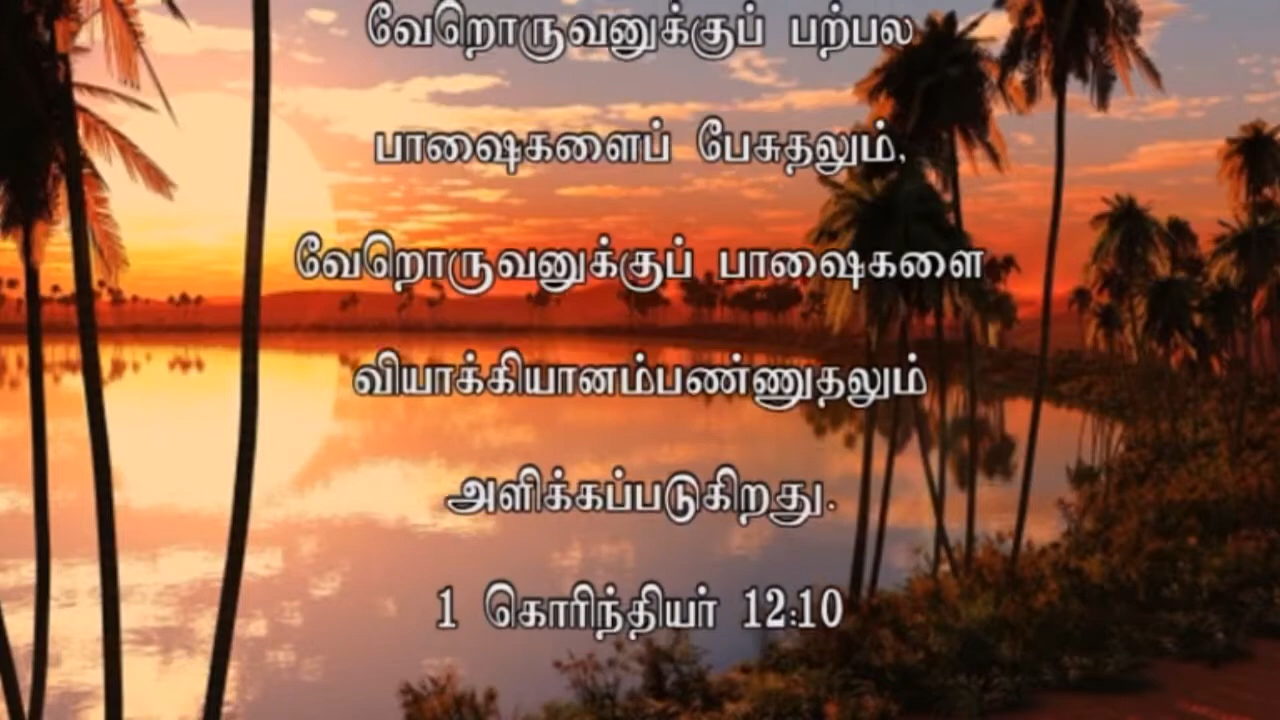 வேறொருவனுக்குப் பற்பல
பாஷைகளைப் பேசுதலும்,
வேறொருவனுக்குப் பாஷைகளை
வியாக்கியானம்பண்ணுதலும்
அளிக்கப்படுகிறது.
1 கொரிந்தியர் 12:10